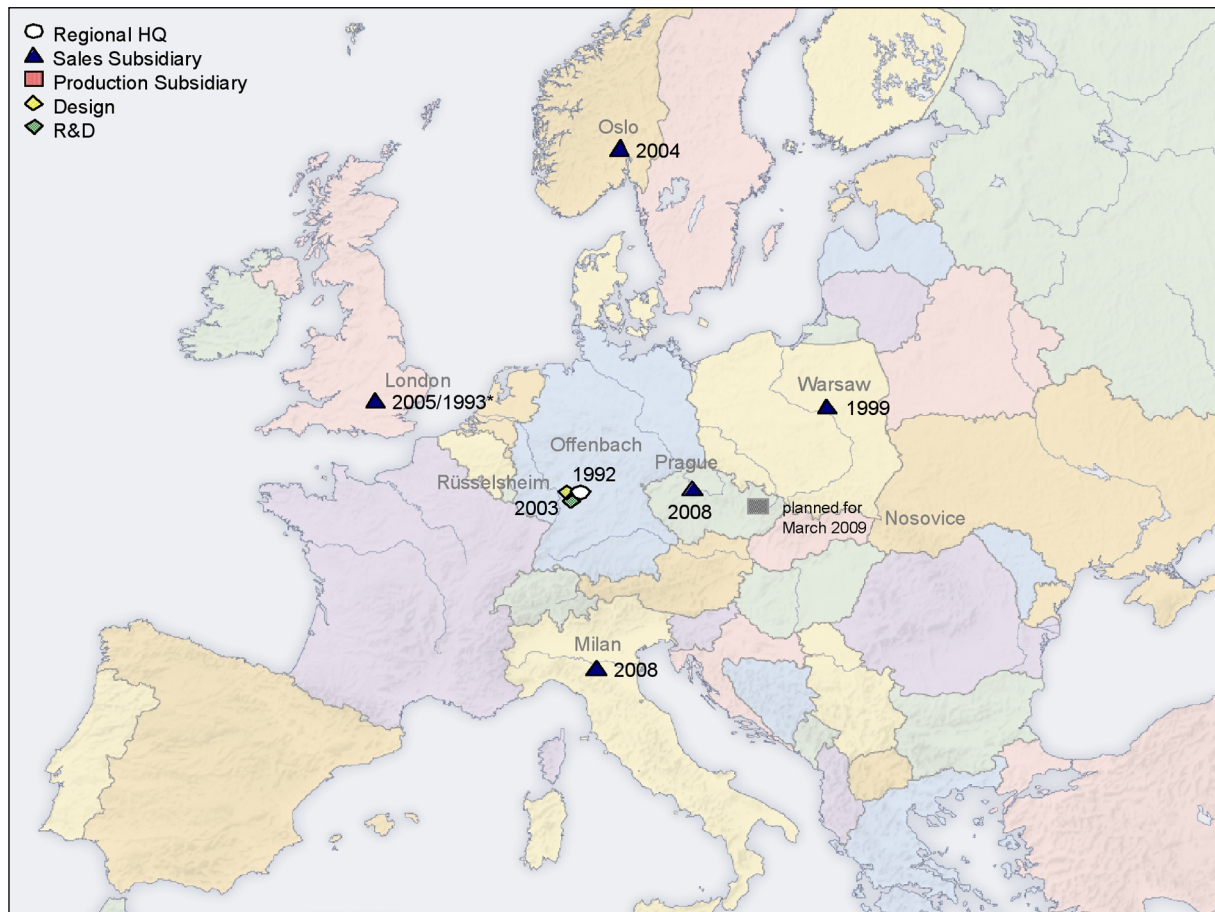 Regional HQ
Sales Subsidiary
Production Subsidiary
Design
R&D
Oslo
2004
London
2005/1993*
Warsaw
1999
Offenbach
1992
Prague
Rüsselsheim
2003
2008
planned for
March 2009
Nosovice
Milan
2008